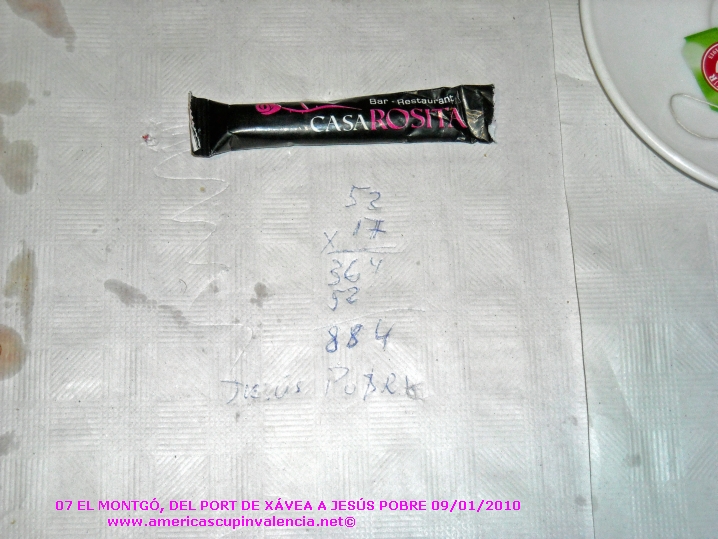 Bar - Restaurant
CASA ROSITA
52
x 17
364
52
884
Jesús Pobre
07 EL MONTGÓ, DEL PORT DE XÁVEA A JESÚS POBRE 09/01/2010
www.americascupinvalencia.net©